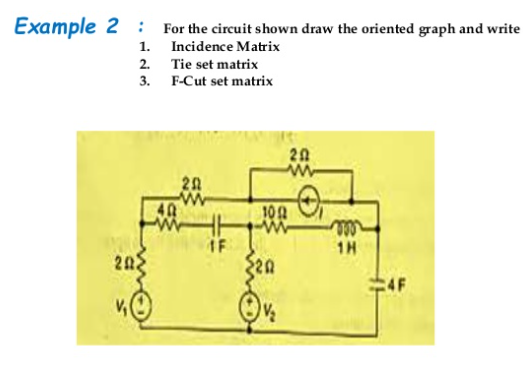 Example 2 : For the circuit shown draw the oriented graph and write
1. Incidence Matrix
2. Tie set matrix
3. F-Cut set matrix
2Ω
2Ω
4Ω
10Ω
1F
1H
2Ω
2Ω
4F
V₁
V₂